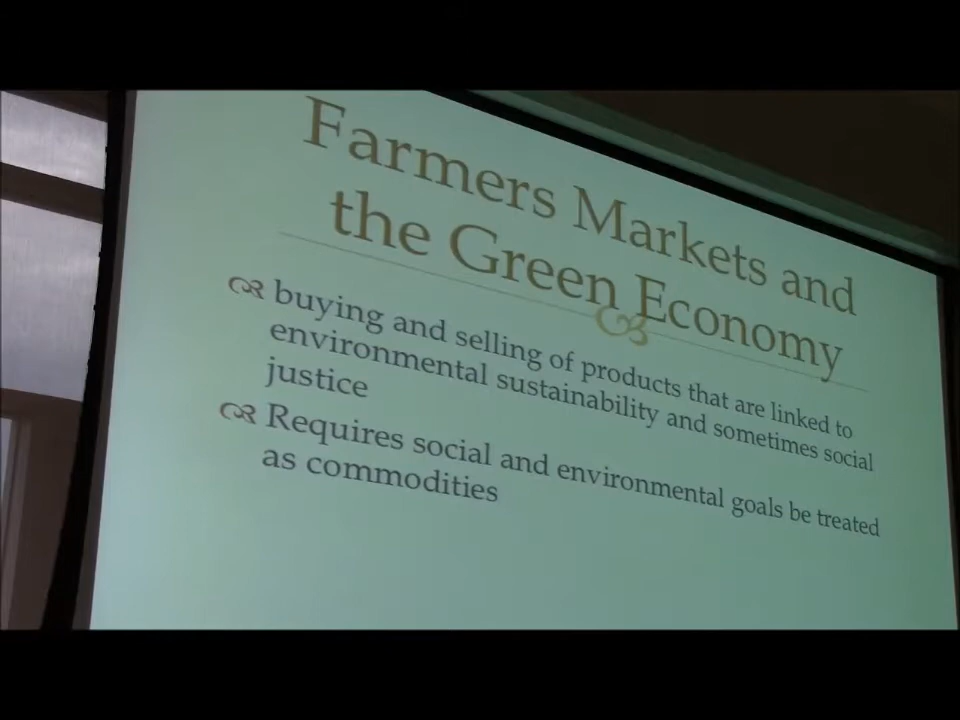 Farmers Markets and
the Green Economy
buying and selling of products that are linked to
environmental sustainability and sometimes social
justice
Requires social and environmental goals be treated
as commodities